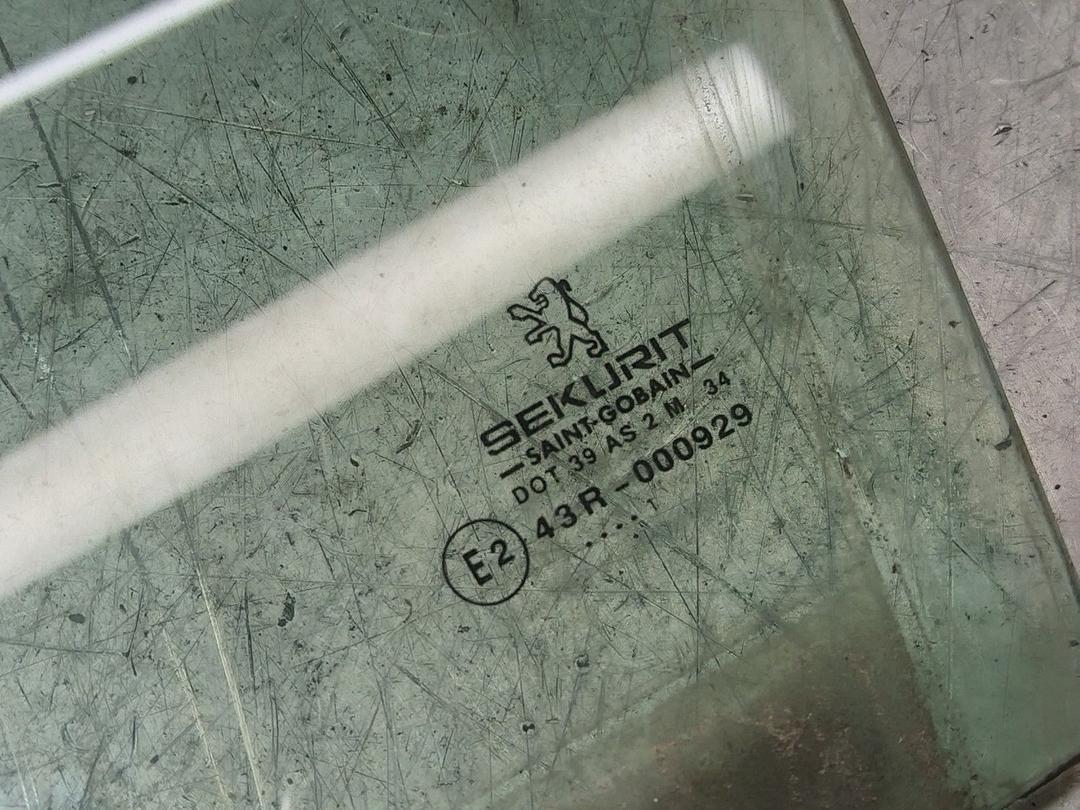 SEKURIT
SAINT-GOBAIN
DOT 39 AS 2 M 34
E2 43R-000929
.... T